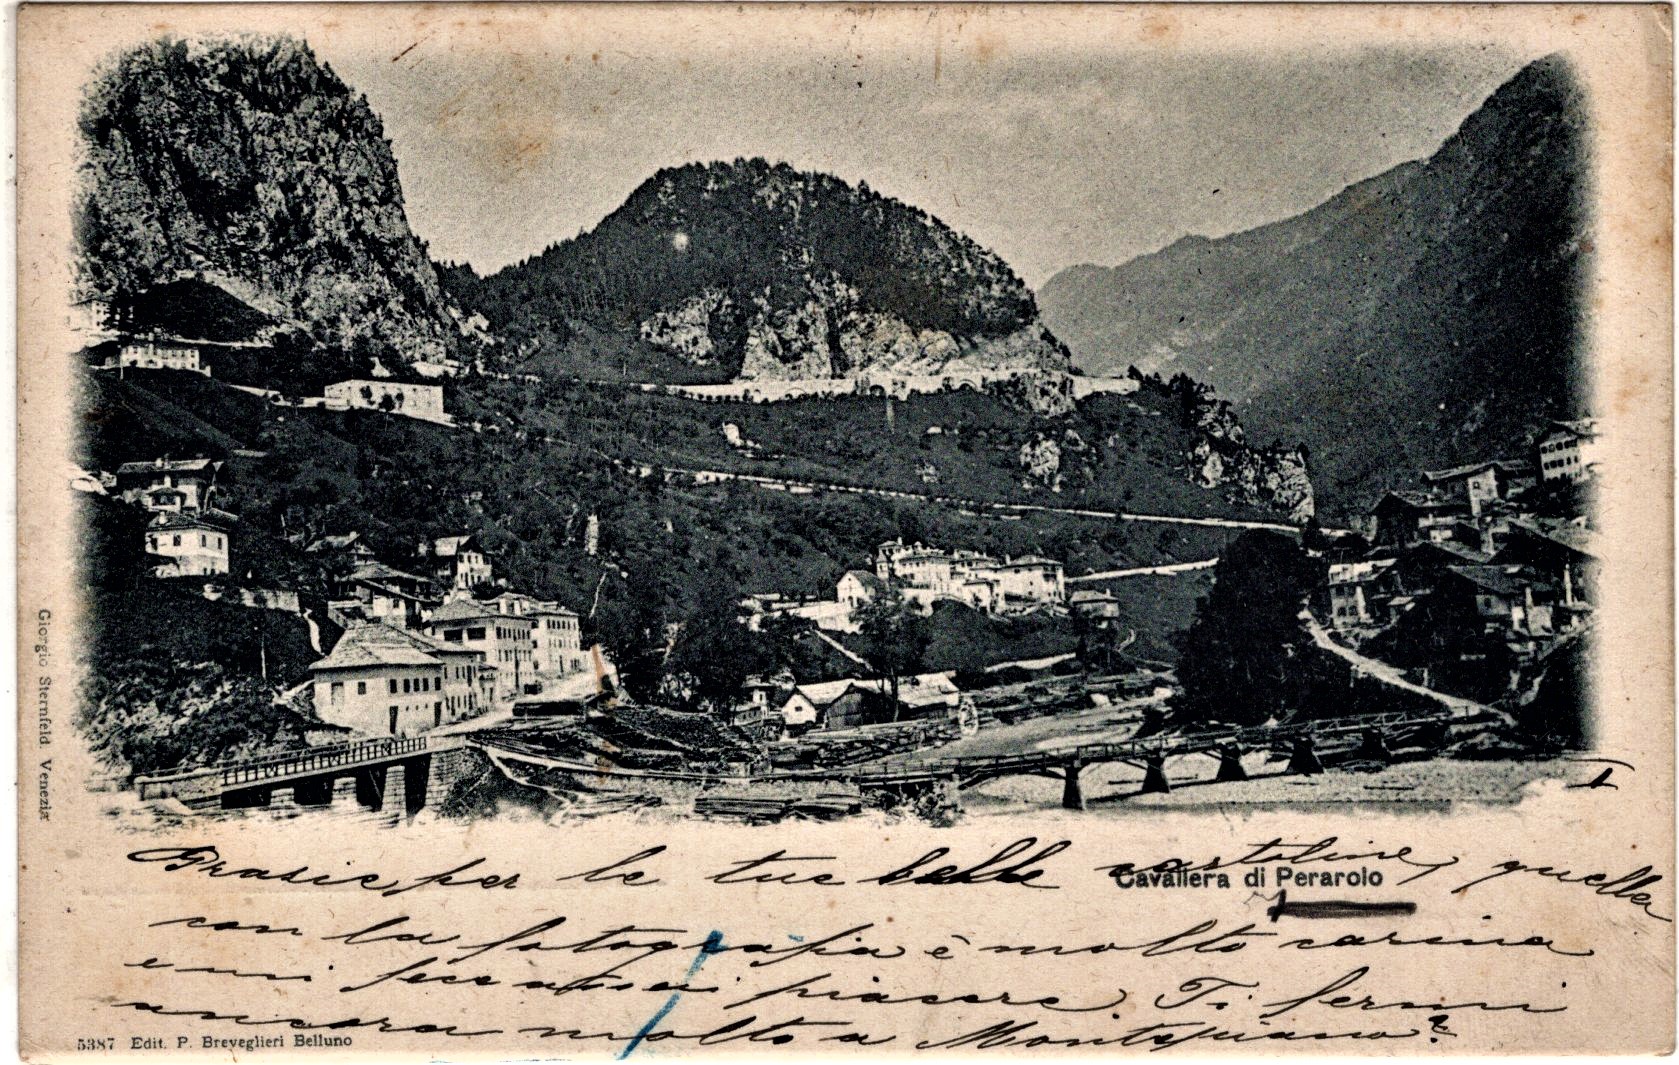 Giorgio Sternfeld, Venezia
Grazie per le tue belle cartoline, quella
Cavallera di Perarolo
con la fotografia è molto carina
e mi fece assai piacere. Ti fermi
ancora molto a Montepiano?
5387 Edit. P. Breveglieri Belluno